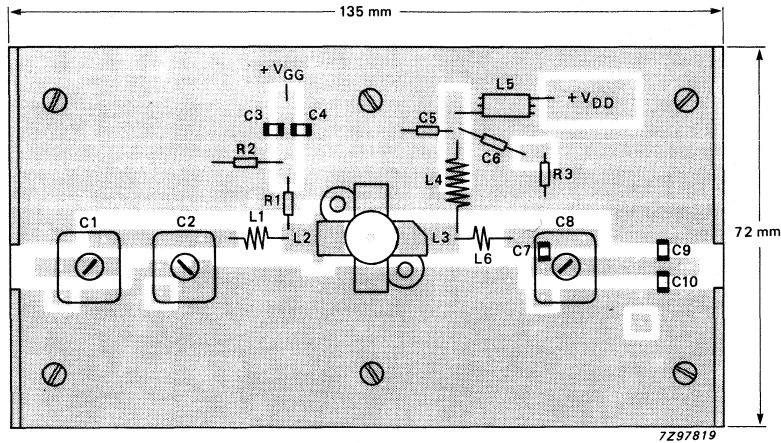 135 mm
+ VGG
L5
+ VDD
C3
C4
C5
C6
R2
R3
L4
R1
C1
C2
L1
L2
L3
L6
C7
C8
C9
C10
72 mm
7Z97819